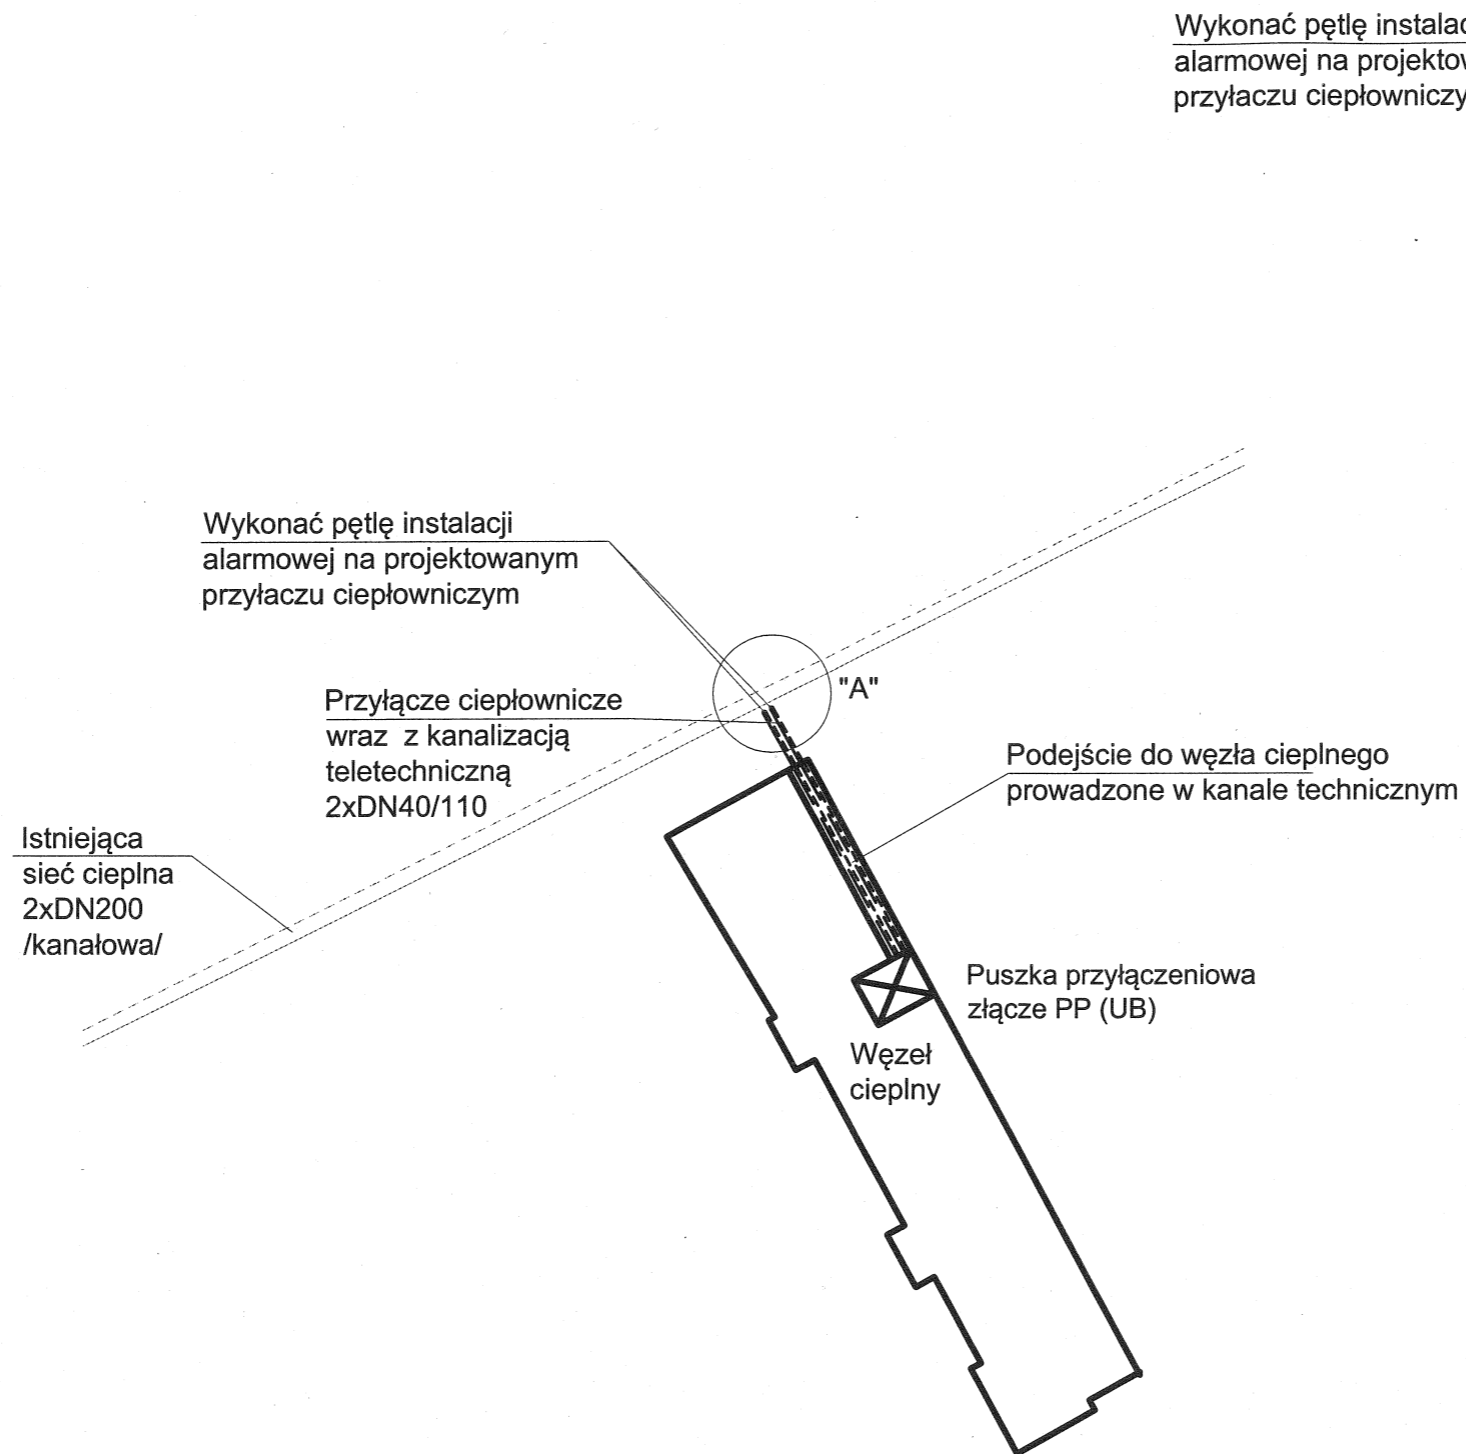 Wykonać pętlę instalac
alarmowej na projektow
przyłaczu ciepłowniczy
Wykonać pętlę instalacji
alarmowej na projektowanym
przyłaczu ciepłowniczym
"A"
Przyłącze ciepłownicze
wraz z kanalizacją
teletechniczną
2xDN40/110
Podejście do węzła cieplnego
prowadzone w kanale technicznym
Istniejąca
sieć cieplna
2xDN200
/kanałowa/
Puszka przyłączeniowa
złącze PP (UB)
Węzeł
cieplny